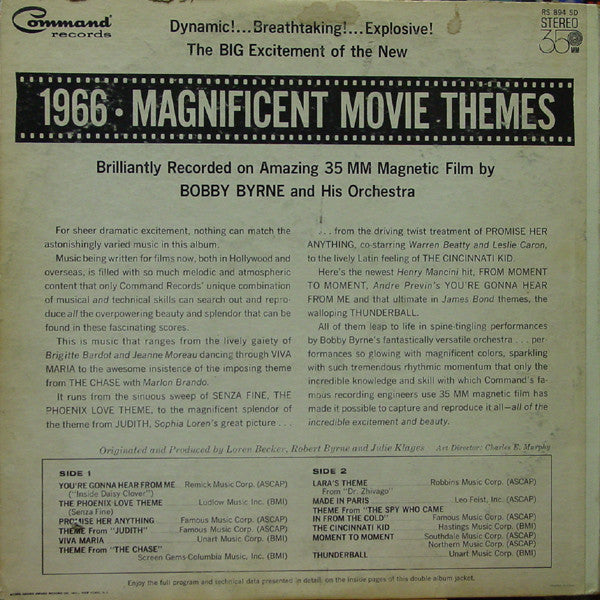 Command
records
RS 894 SD
STEREO
35
MM
Dynamic!...Breathtaking!...Explosive!
The BIG Excitement of the New
1966 • MAGNIFICENT MOVIE THEMES
Brilliantly Recorded on Amazing 35 MM Magnetic Film by
BOBBY BYRNE and His Orchestra
For sheer dramatic excitement, nothing can match the
astonishingly varied music in this album.
Music being written for films now, both in Hollywood and
overseas, is filled with so much melodic and atmospheric
content that only Command Records' unique combination
of musical and technical skills can search out and repro-
duce all the overpowering beauty and splendor that can be
found in these fascinating scores.
This is music that ranges from the lively gaiety of
Brigitte Bardot and Jeanne Moreau dancing through VIVA
MARIA to the awesome insistence of the imposing theme
from THE CHASE with Marlon Brando.
It runs from the sinuous sweep of SENZA FINE, THE
PHOENIX LOVE THEME, to the magnificent splendor of
the theme from JUDITH, Sophia Loren's great picture . . .
. . . from the driving twist treatment of PROMISE HER
ANYTHING, co-starring Warren Beatty and Leslie Caron,
to the lively Latin feeling of THE CINCINNATI KID.
Here's the newest Henry Mancini hit, FROM MOMENT
TO MOMENT, Andre Previn's YOU'RE GONNA HEAR
FROM ME and that ultimate in James Bond themes, the
walloping THUNDERBALL.
All of them leap to life in spine-tingling performances
by Bobby Byrne's fantastically versatile orchestra . . . per-
formances so glowing with magnificent colors, sparkling
with such tremendous rhythmic momentum that only the
incredible knowledge and skill with which Command's fa-
mous recording engineers use 35 MM magnetic film has
made it possible to capture and reproduce it all—all of the
incredible excitement and beauty.
Originated and Produced by Loren Becker, Robert Byrne and Julie Klages Art Director: Charles E. Murphy
SIDE 1
YOU'RE GONNA HEAR FROM ME Remick Music Corp. (ASCAP)
("Inside Daisy Clover")
THE PHOENIX LOVE THEME Ludlow Music Inc. (BMI)
(Senza Fine)
PROMISE HER ANYTHING Famous Music Corp. (ASCAP)
THEME From "JUDITH" Famous Music Corp. (ASCAP)
VIVA MARIA Unart Music Corp. (BMI)
THEME From "THE CHASE"
Screen Gems-Columbia Music, Inc. (BMI)
SIDE 2
LARA'S THEME Robbins Music Corp. (ASCAP)
From "Dr. Zhivago"
MADE IN PARIS Leo Feist, Inc. (ASCAP)
THEME From "THE SPY WHO CAME
IN FROM THE COLD" Famous Music Corp. (ASCAP)
THE CINCINNATI KID Hastings Music Corp. (BMI)
MOMENT TO MOMENT Southdale Music Corp. (ASCAP)
Northern Music Corp. (ASCAP)
THUNDERBALL Unart Music Corp. (BMI)
Enjoy the full program and technical data presented in detail on the inside pages of this double album jacket.